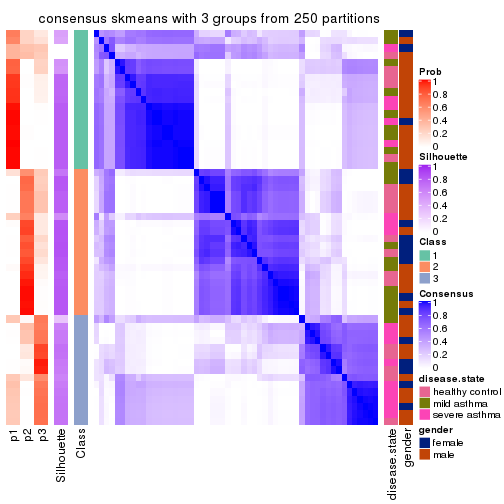 consensus skmeans with 3 groups from 250 partitions
Prob
1
0.8
0.6
0.4
0.2
0
Silhouette
1
0.8
0.6
0.4
0.2
0
Class
1
2
3
Consensus
1
0.8
0.6
0.4
0.2
0
disease.state
healthy control
mild asthma
severe asthma
gender
female
male
p1
p2
p3
Silhouette
Class
disease.state
gender